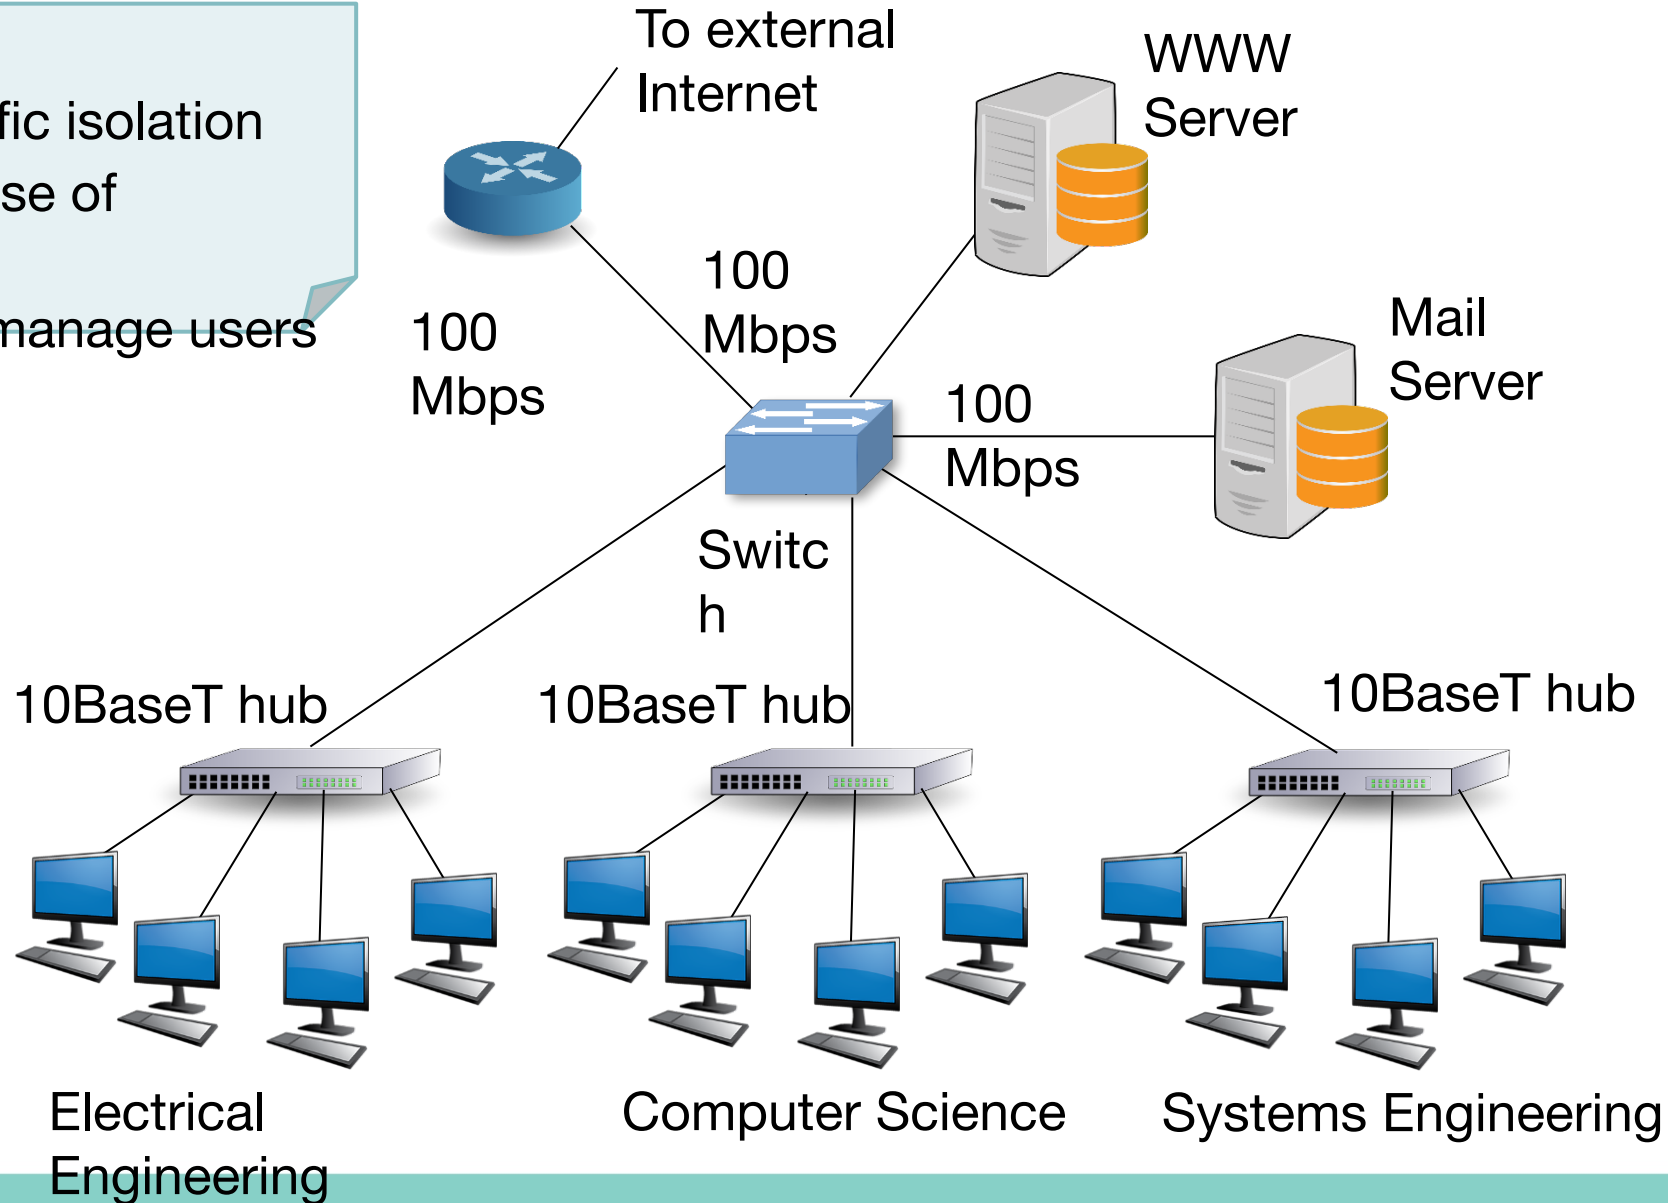 fic isolation
se of
manage users
To external
Internet
WWW
Server
100
Mbps
100
Mbps
Mail
Server
100
Mbps
Switc
h
10BaseT hub
10BaseT hub
10BaseT hub
Electrical
Engineering
Computer Science
Systems Engineering